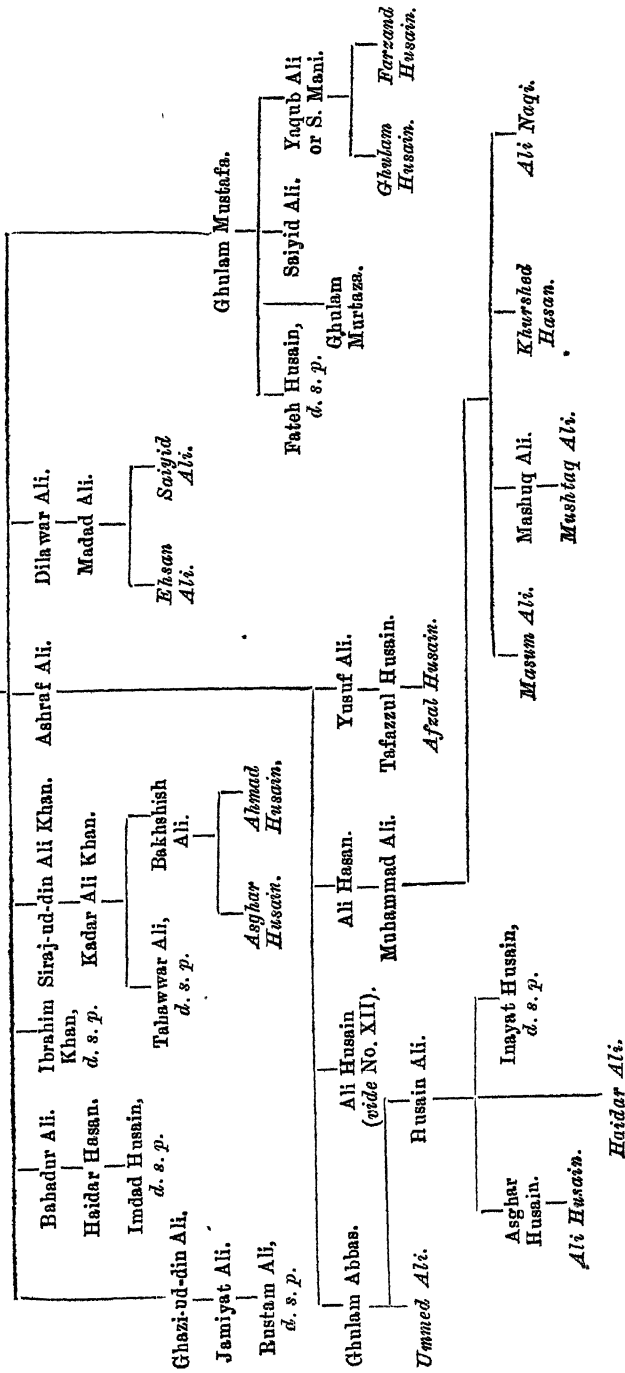 Ghazi-ud-din Ali.
Jamiyat Ali.
Rustam Ali,
d. s. p.
Bahadur Ali.
Haidar Hasan.
Imdad Husain,
d. s. p.
Ibrahim
Khan,
d. s. p.
Siraj-ud-din Ali Khan.
Kadar Ali Khan.
Tahawwar Ali,
d. s. p.
Bakhshish
Ali.
Asghar
Husain.
Ahmad
Husain.
Ashraf Ali.
Dilawar Ali.
Madad Ali.
Ehsan
Ali.
Saiyid
Ali.
Ghulam Mustafa.
Fateh Husain,
d. s. p.
Ghulam
Murtaza.
Saiyid Ali.
Yaqub Ali
or S. Mani.
Ghulam
Husain.
Farzand
Husain.
Ghulam Abbas.
Ummed Ali.
Ali Husain
(vide No. XII).
Husain Ali.
Asghar
Husain.
Ali Husain.
Inayat Husain,
d. s. p.
Haidar Ali.
Ali Hasan.
Muhammad Ali.
Yusuf Ali.
Tafazzul Husain.
Afzal Husain.
Masum Ali.
Mashuq Ali.
Mushtaq Ali.
Khurshed
Hasan.
Ali Naqi.